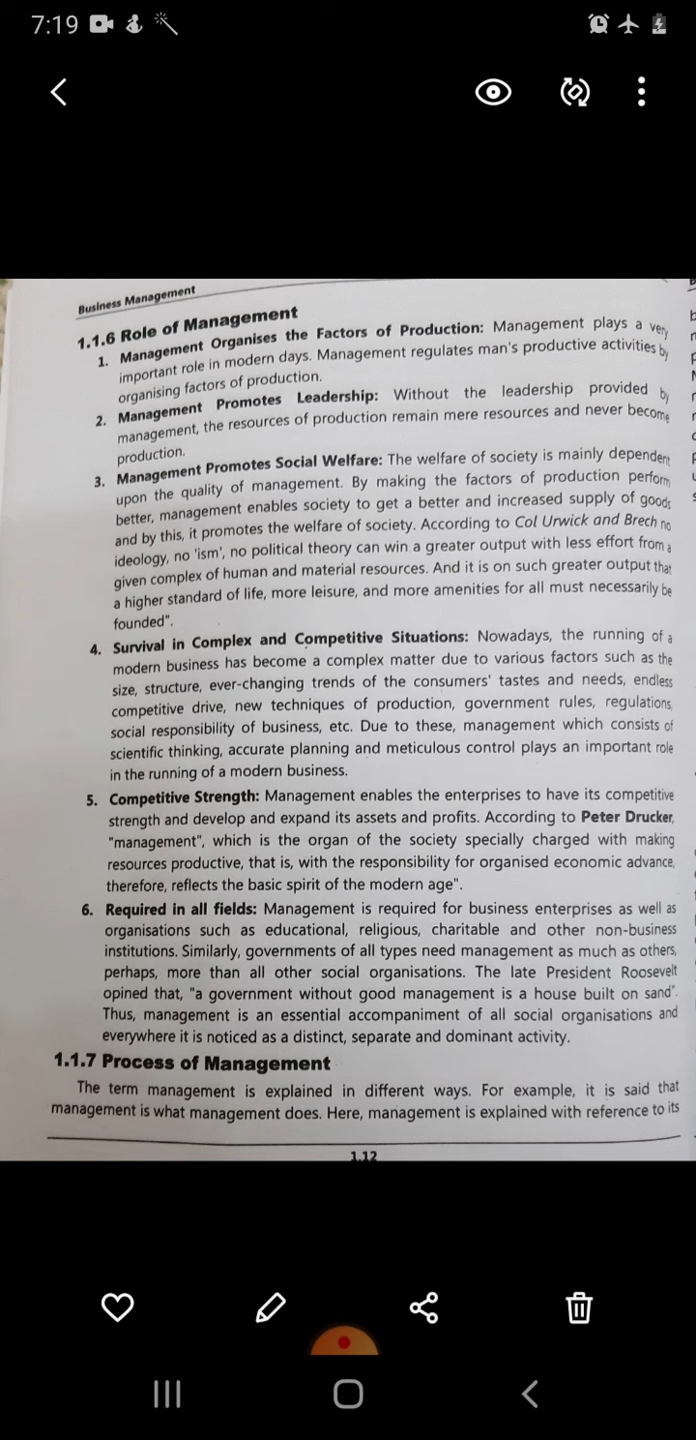 7:19
Business Management
1.1.6 Role of Management
1. Management Organises the Factors of Production: Management plays a very
important role in modern days. Management regulates man's productive activities by
organising factors of production.
2. Management Promotes Leadership: Without the leadership provided by
management, the resources of production remain mere resources and never become
production.
3. Management Promotes Social Welfare: The welfare of society is mainly dependent
upon the quality of management. By making the factors of production perform
better, management enables society to get a better and increased supply of goods
and by this, it promotes the welfare of society. According to Col Urwick and Brech no
ideology, no 'ism', no political theory can win a greater output with less effort from a
given complex of human and material resources. And it is on such greater output that
a higher standard of life, more leisure, and more amenities for all must necessarily be
founded".
4. Survival in Complex and Competitive Situations: Nowadays, the running of a
modern business has become a complex matter due to various factors such as the
size, structure, ever-changing trends of the consumers' tastes and needs, endless
competitive drive, new techniques of production, government rules, regulations,
social responsibility of business, etc. Due to these, management which consists of
scientific thinking, accurate planning and meticulous control plays an important role
in the running of a modern business.
5. Competitive Strength: Management enables the enterprises to have its competitive
strength and develop and expand its assets and profits. According to Peter Drucker,
"management", which is the organ of the society specially charged with making
resources productive, that is, with the responsibility for organised economic advance,
therefore, reflects the basic spirit of the modern age".
6. Required in all fields: Management is required for business enterprises as well as
organisations such as educational, religious, charitable and other non-business
institutions. Similarly, governments of all types need management as much as others,
perhaps, more than all other social organisations. The late President Roosevelt
opined that, "a government without good management is a house built on sand".
Thus, management is an essential accompaniment of all social organisations and
everywhere it is noticed as a distinct, separate and dominant activity.
1.1.7 Process of Management
The term management is explained in different ways. For example, it is said that
management is what management does. Here, management is explained with reference to its
1.12